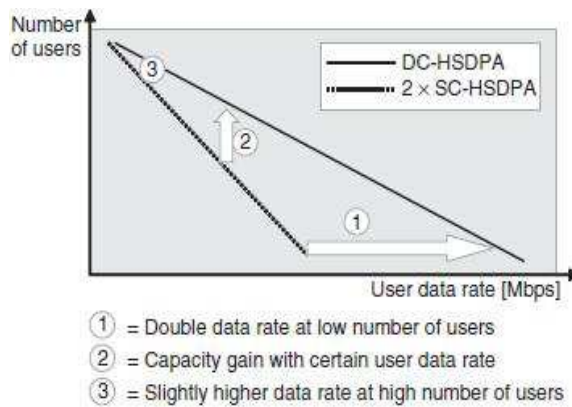 Number
of users
DC-HSDPA
2 × SC-HSDPA
3
2
1
User data rate [Mbps]
1 = Double data rate at low number of users
2 = Capacity gain with certain user data rate
3 = Slightly higher data rate at high number of users